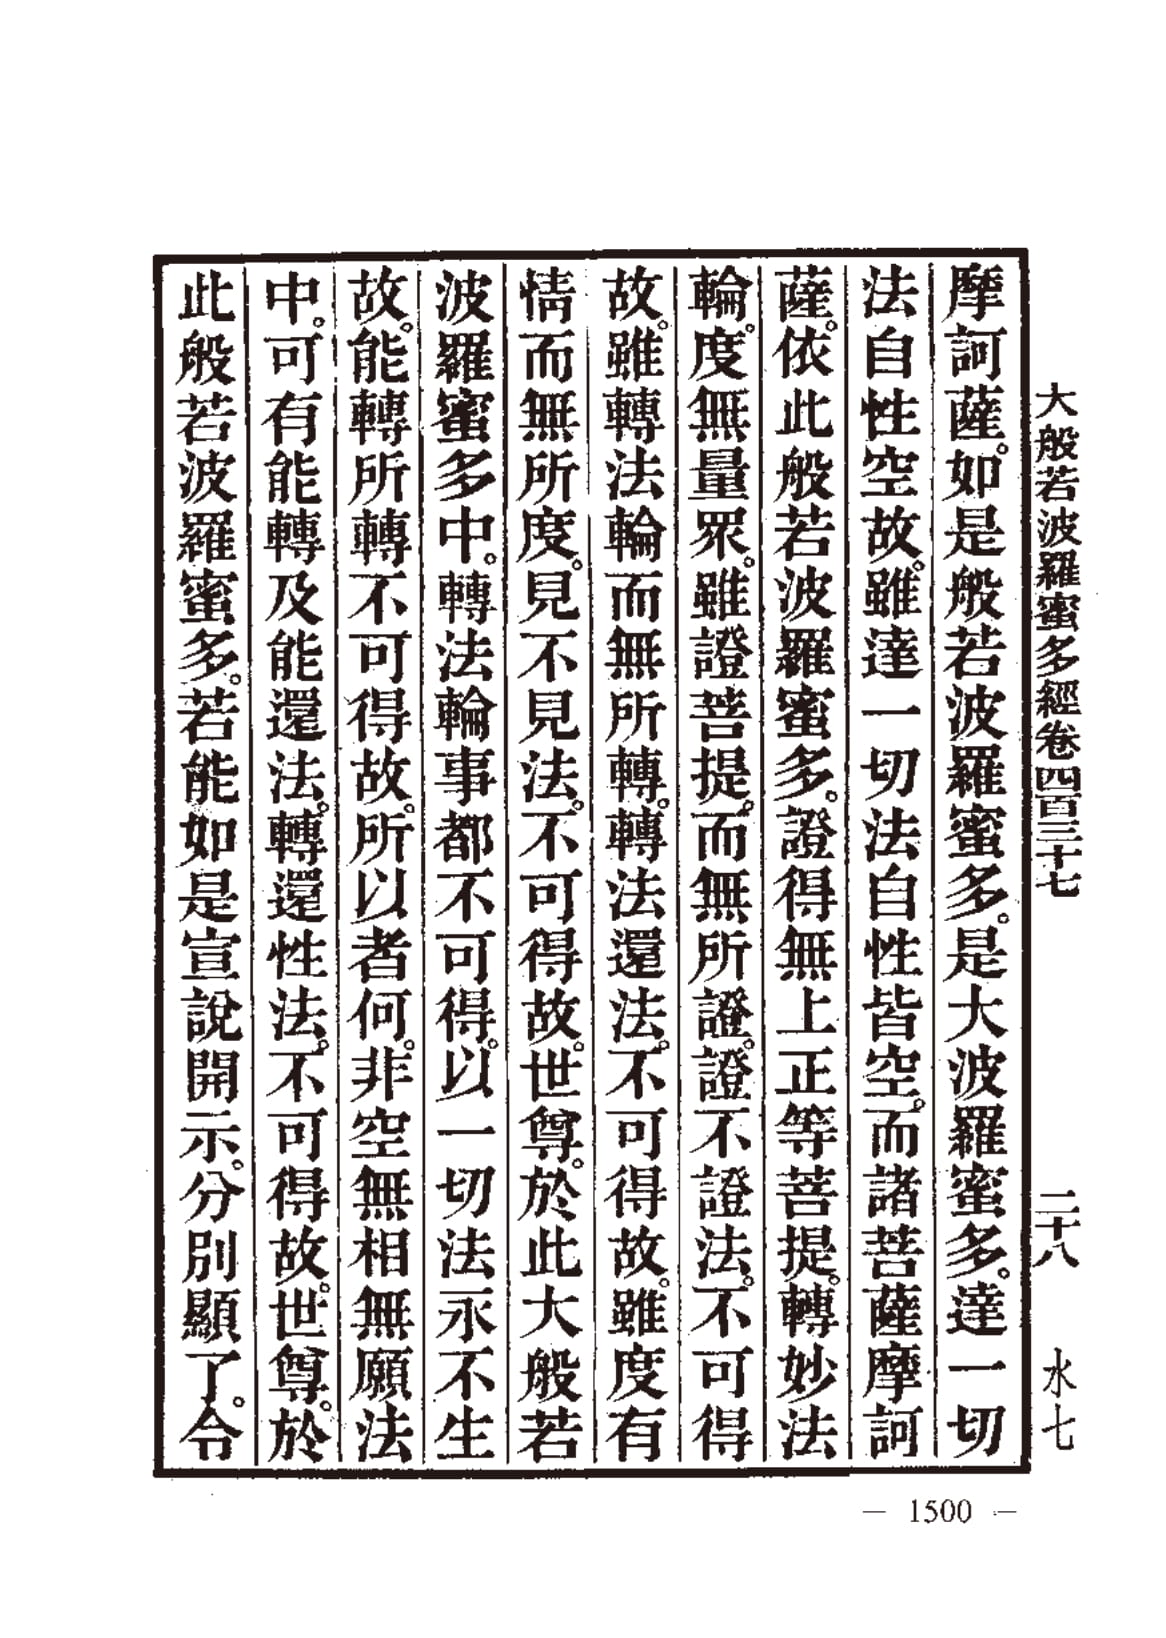 大般若波羅蜜多經卷四百三十七　二十八　水七
摩訶薩。如是般若波羅蜜多。是大波羅蜜多。達一切
法自性空故。雖達一切法自性皆空。而諸菩薩摩訶
薩。依此般若波羅蜜多。證得無上正等菩提。轉妙法
輪。度無量眾。雖證菩提。而無所證。證不證法。不可得
故。雖轉法輪而無所轉。轉法還法。不可得故。雖度有
情而無所度。見不見法。不可得故。世尊。於此大般若
波羅蜜多中。轉法輪事都不可得。以一切法永不生
故。能轉所轉不可得故。所以者何。非空無相無願法
中。可有能轉及能還法。轉還性法。不可得故。世尊。於
此般若波羅蜜多。若能如是宣說開示。分別顯了。令
— 1500 —